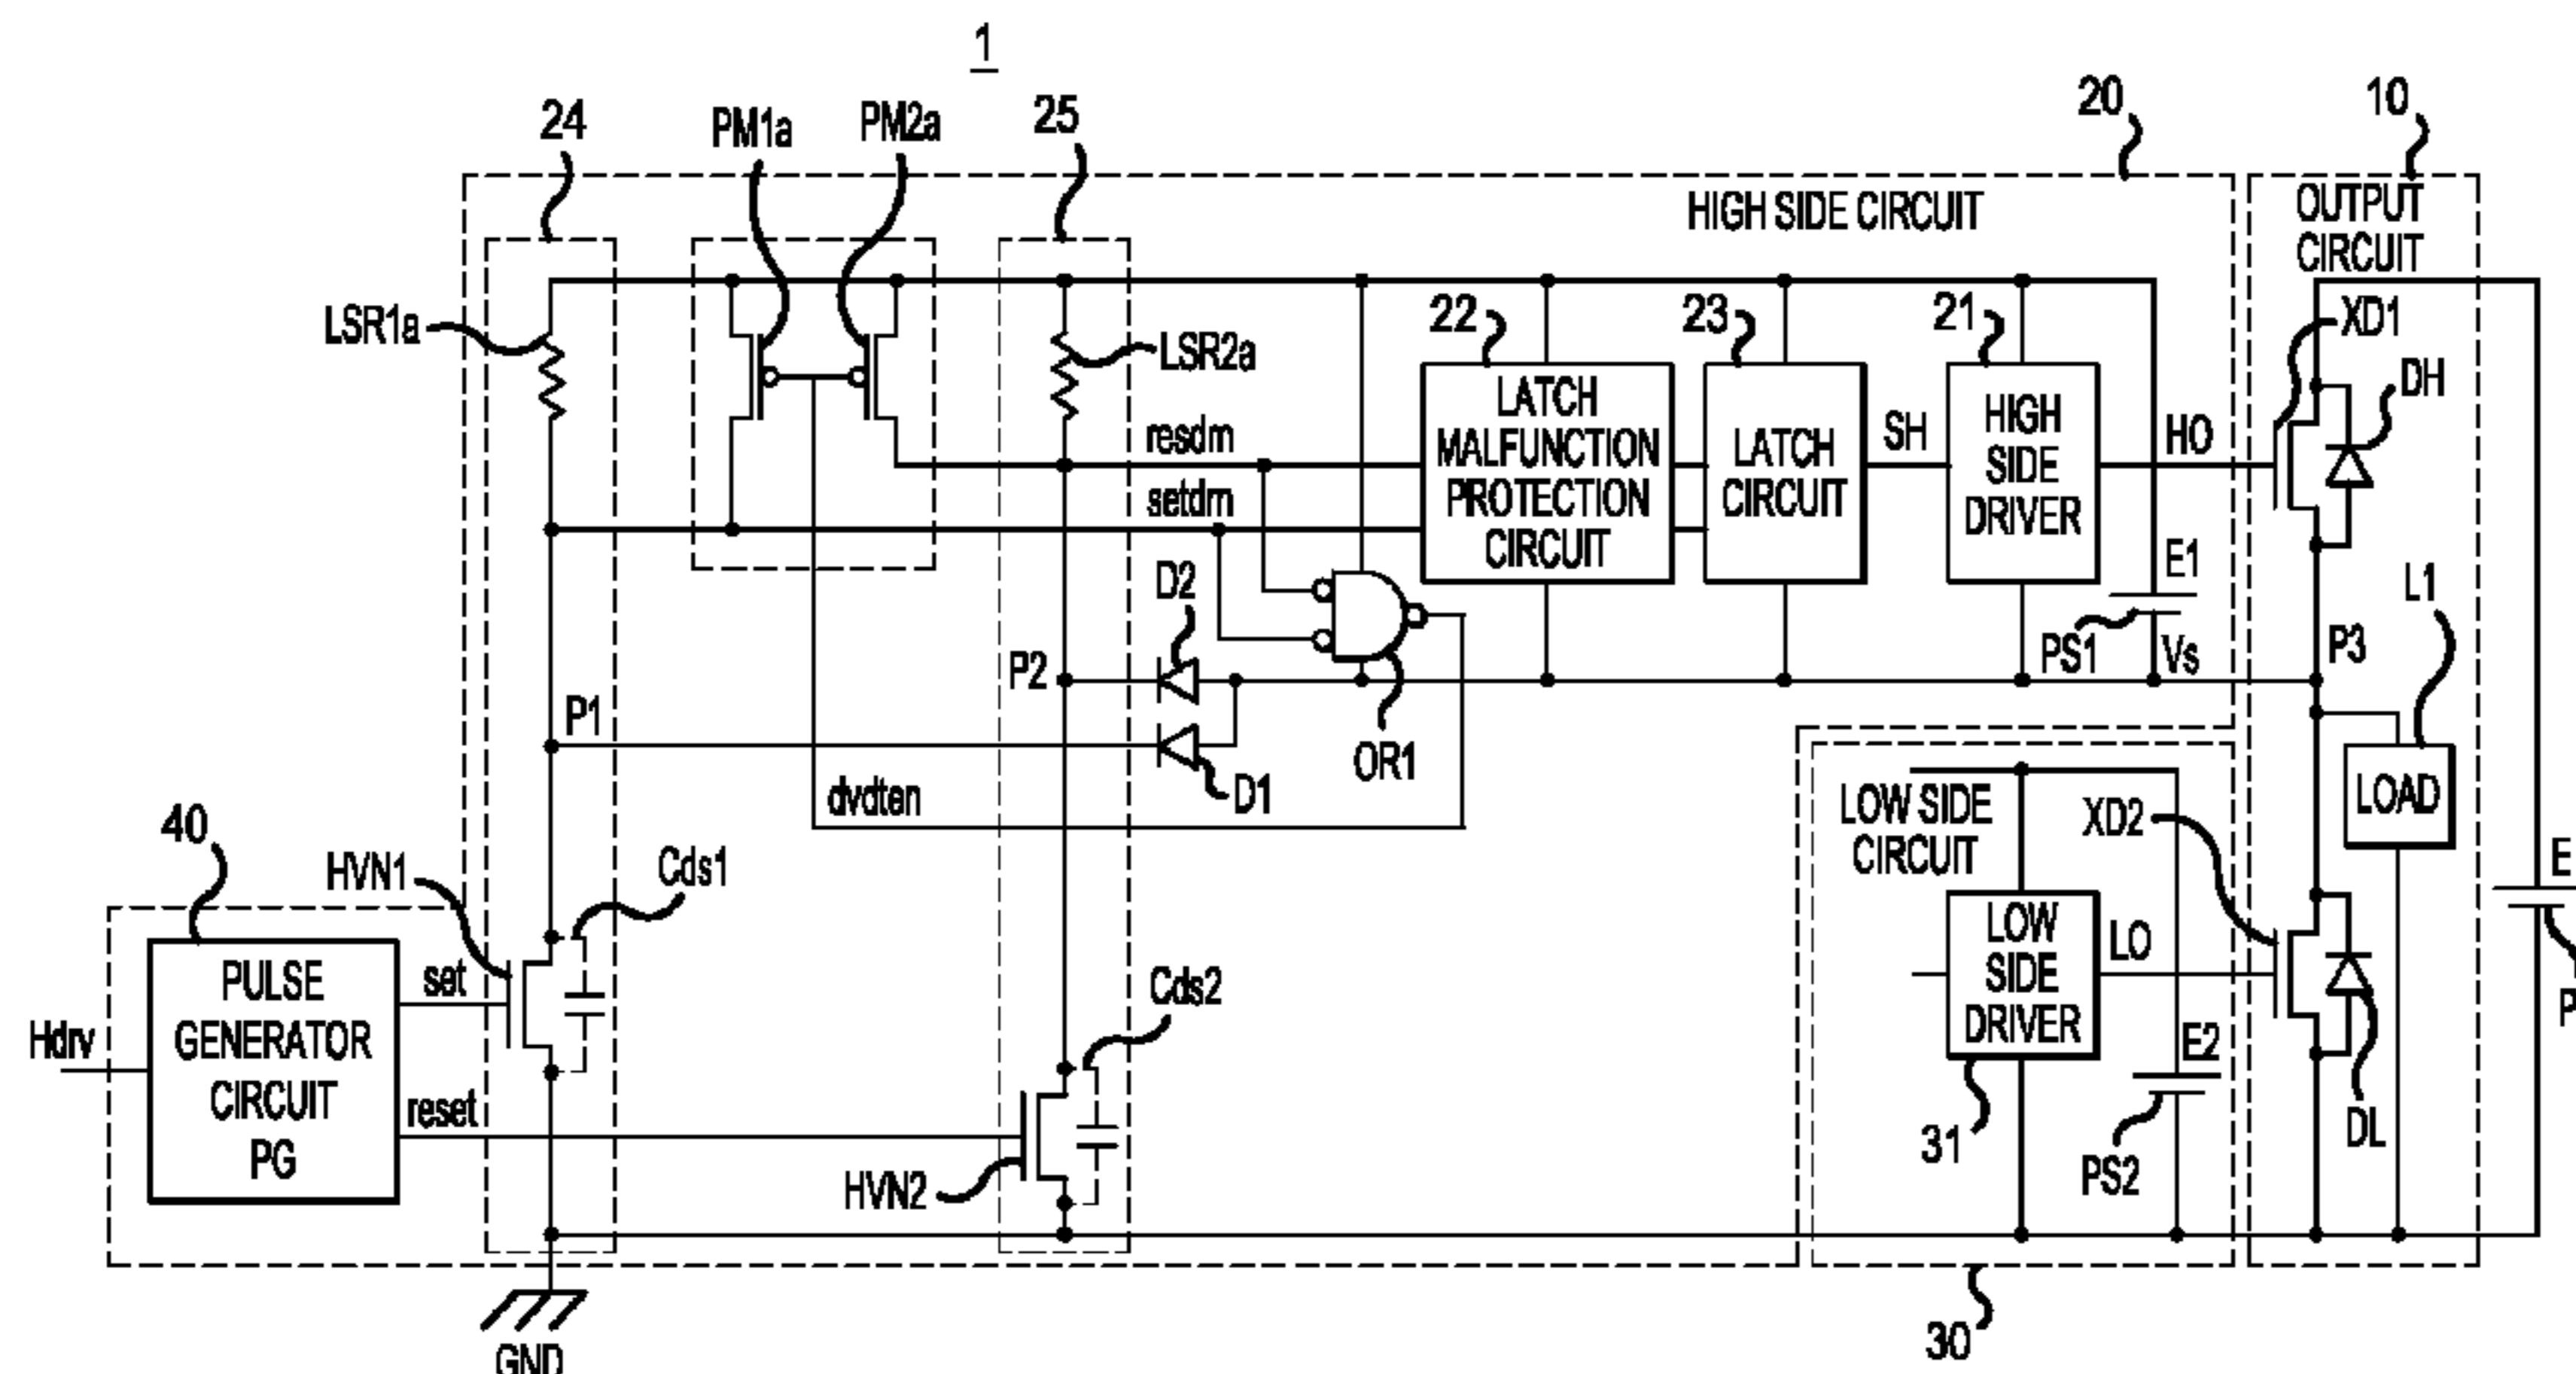 1
24
PM1a
PM2a
25
20
10
HIGH SIDE CIRCUIT
OUTPUT
CIRCUIT
LSR1a
LSR2a
22
23
21
XD1
DH
LATCH
MALFUNCTION
PROTECTION
CIRCUIT
LATCH
CIRCUIT
SH
HIGH
SIDE
DRIVER
HO
resdm
setdm
E1
L1
D2
PS1
Vs
P3
P2
P1
OR1
D1
dvdten
LOAD
LOW SIDE
CIRCUIT
XD2
40
HVN1
Cds1
E
PULSE
GENERATOR
CIRCUIT
PG
set
Hdrv
reset
Cds2
LOW
SIDE
DRIVER
LO
E2
P
HVN2
31
PS2
DL
GND
30